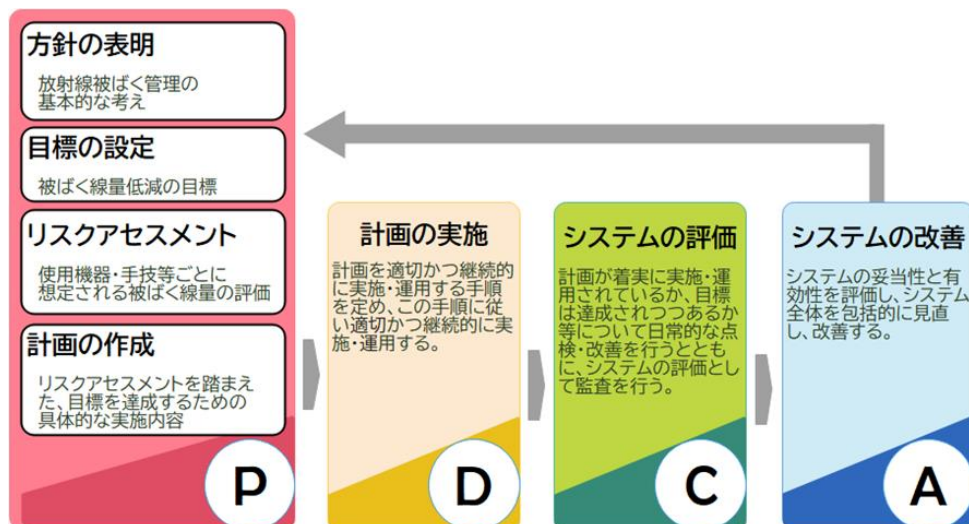 方針の表明
放射線被ばく管理の
基本的な考え
目標の設定
被ばく線量低減の目標
リスクアセスメント
使用機器・手技等ごとに
想定される被ばく線量の評価
計画の作成
リスクアセスメントを踏まえ
た、目標を達成するための
具体的な実施内容
P
計画の実施
計画を適切かつ継続的
に実施・運用する手順
を定め、この手順に従
い適切かつ継続的に実
施・運用する。
D
システムの評価
計画が着実に実施・運
用されているか、目標
は達成されつつあるか
等について日常的な点
検・改善を行うととも
に、システムの評価とし
て監査を行う。
C
システムの改善
システムの妥当性と有
効性を評価し、システム
全体を包括的に見直
し、改善する。
A